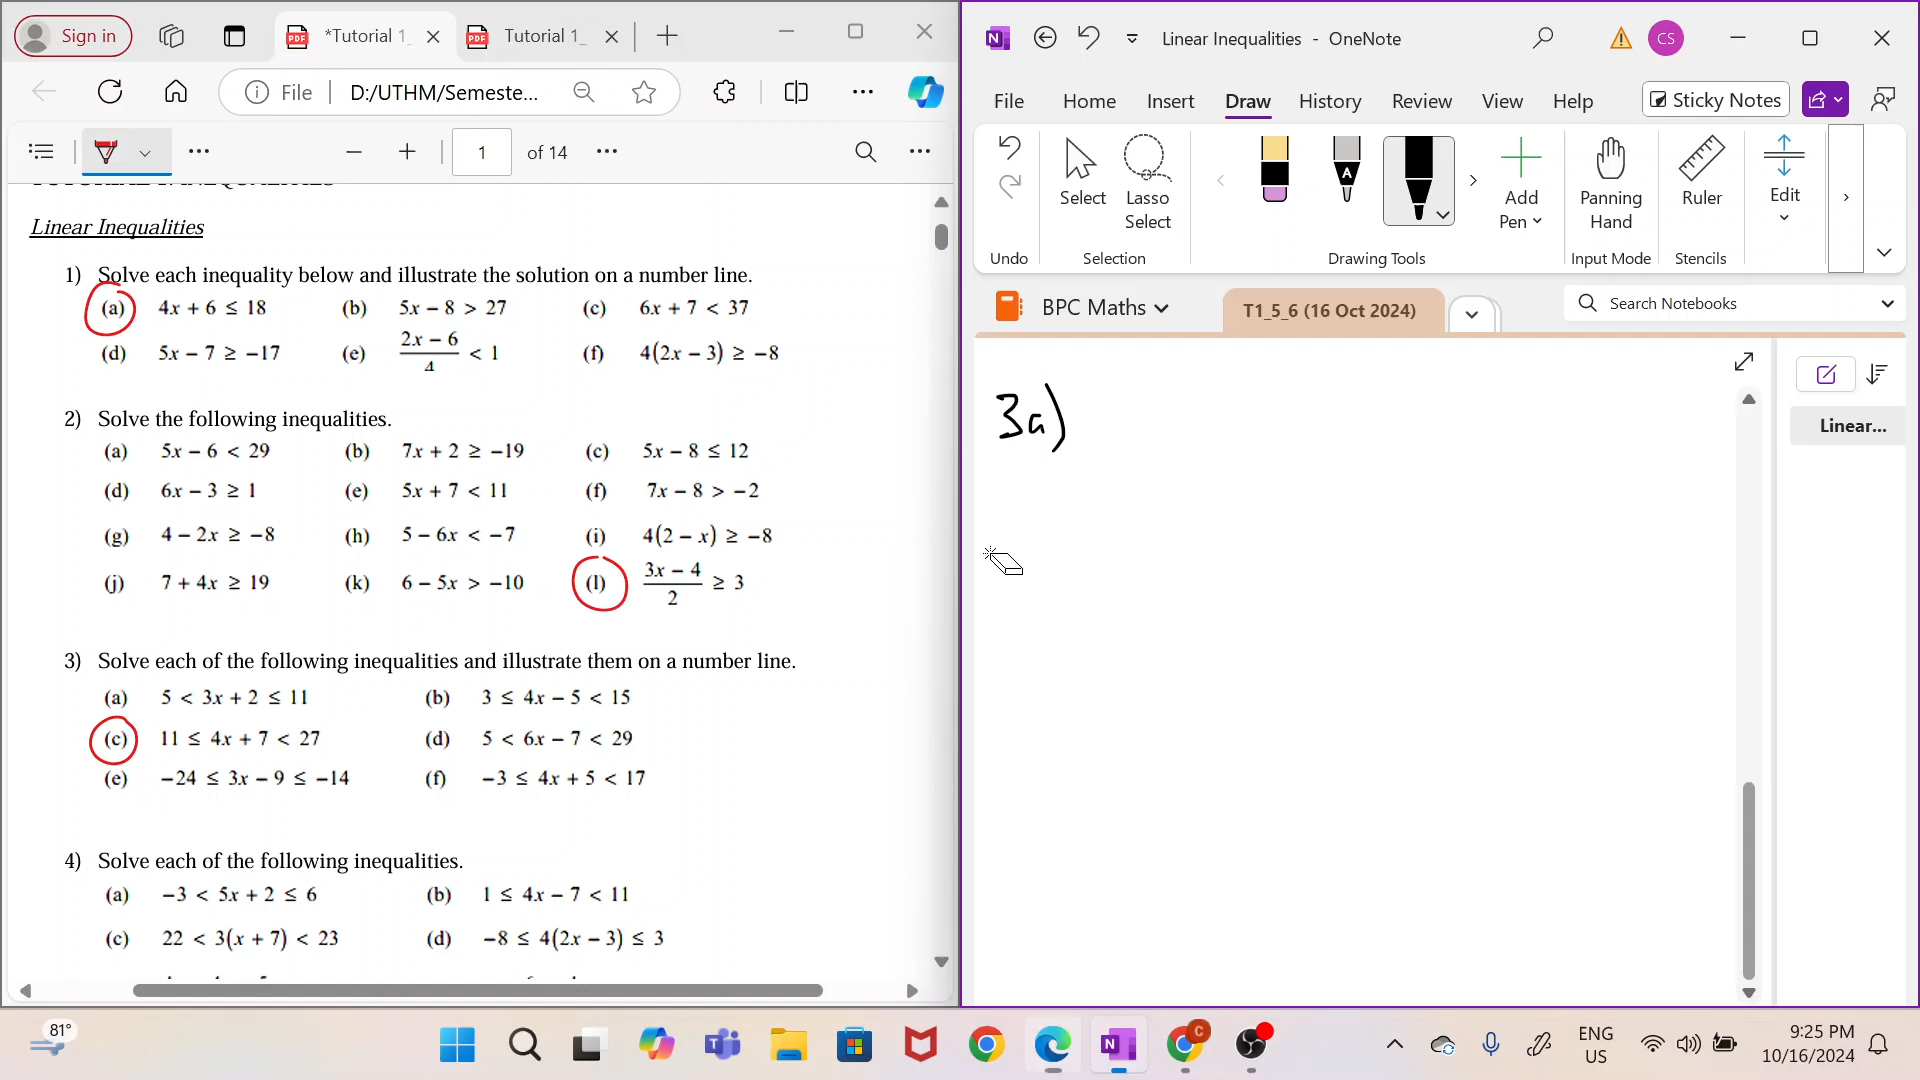 Sign in
*Tutorial 1_
Tutorial 1_
File
D:/UTHM/Semeste...
1 of 14
Linear Inequalities
1) Solve each inequality below and illustrate the solution on a number line.
(a) 4x + 6 ≤ 18 (b) 5x − 8 > 27 (c) 6x + 7 < 37
(d) 5x − 7 ≥ −17 (e) (2x − 6)/4 < 1 (f) 4(2x − 3) ≥ −8
2) Solve the following inequalities.
(a) 5x − 6 < 29 (b) 7x + 2 ≥ −19 (c) 5x − 8 ≤ 12
(d) 6x − 3 ≥ 1 (e) 5x + 7 < 11 (f) 7x − 8 > −2
(g) 4 − 2x ≥ −8 (h) 5 − 6x < −7 (i) 4(2 − x) ≥ −8
(j) 7 + 4x ≥ 19 (k) 6 − 5x > −10 (l) (3x − 4)/2 ≥ 3
3) Solve each of the following inequalities and illustrate them on a number line.
(a) 5 < 3x + 2 ≤ 11 (b) 3 ≤ 4x − 5 < 15
(c) 11 ≤ 4x + 7 < 27 (d) 5 < 6x − 7 < 29
(e) −24 ≤ 3x − 9 ≤ −14 (f) −3 ≤ 4x + 5 < 17
4) Solve each of the following inequalities.
(a) −3 < 5x + 2 ≤ 6 (b) 1 ≤ 4x − 7 < 11
(c) 22 < 3(x + 7) < 23 (d) −8 ≤ 4(2x − 3) ≤ 3
Linear Inequalities - OneNote
CS
File Home Insert Draw History Review View Help
Sticky Notes
Select
Lasso
Select
A
Add
Pen
Panning
Hand
Ruler
Edit
Undo Selection Drawing Tools Input Mode Stencils
BPC Maths
T1_5_6 (16 Oct 2024)
Search Notebooks
Linear...
3a)
81°
ENG
US
9:25 PM
10/16/2024